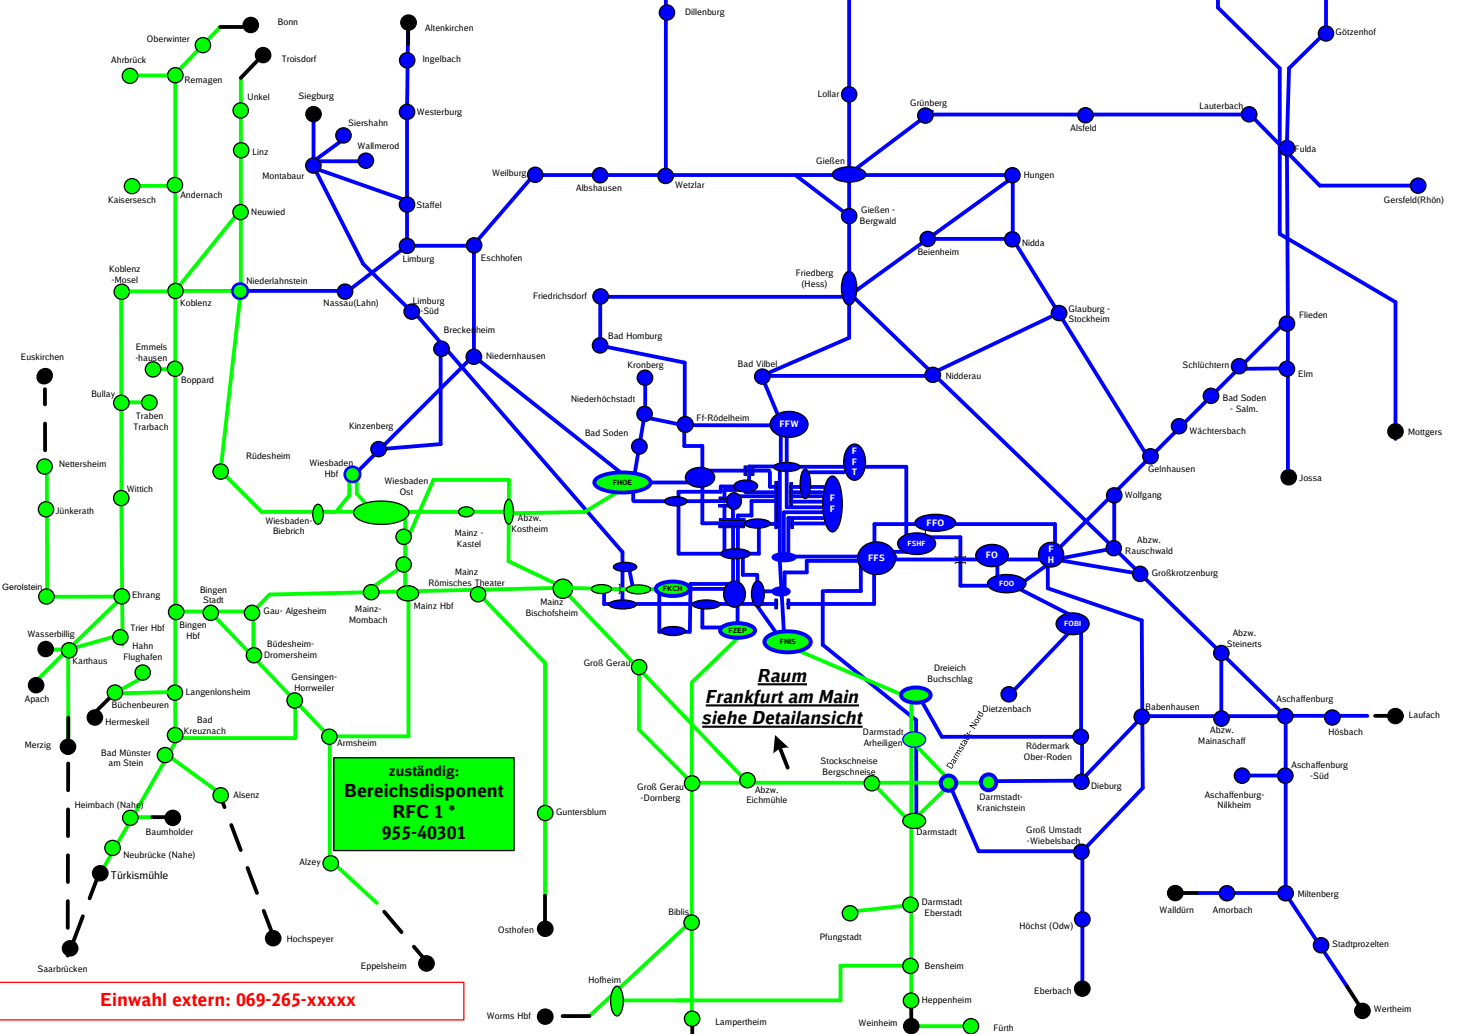 Bonn
Oberwinter
Ahrbrück
Remagen
Troisdorf
Unkel
Linz
Andernach
Kaisersesch
Neuwied
Siegburg
Siershahn
Wallmerod
Montabaur
Altenkirchen
Ingelbach
Westerburg
Staffel
Limburg
Eschhofen
Weilburg
Albshausen
Wetzlar
Dillenburg
Lollar
Gießen
Gießen -
Bergwald
Grünberg
Alsfeld
Lauterbach
Götzenhof
Fulda
Gersfeld(Rhön)
Hungen
Nidda
Beienheim
Friedberg
(Hess)
Koblenz
-Mosel
Koblenz
Niederlahnstein
Nassau(Lahn)
Limburg
-Süd
Breckenheim
Niedernhausen
Friedrichsdorf
Bad Homburg
Kronberg
Niederhöchstadt
Ff-Rödelheim
Bad Soden
Bad Vilbel
Nidderau
Glauburg -
Stockheim
Flieden
Schlüchtern
Elm
Bad Soden
- Salm.
Wächtersbach
Gelnhausen
Mottgers
Jossa
Wolfgang
Abzw.
Rauschwald
Großkrotzenburg
Euskirchen
Emmels
-hausen
Boppard
Bullay
Traben
Trarbach
Nettersheim
Jünkerath
Wittich
Rüdesheim
Kinzenberg
Wiesbaden
Hbf
Wiesbaden
Ost
Wiesbaden-
Biebrich
Mainz -
Kastel
Abzw.
Kostheim
FHOE
FFW
F
F
T
F
F
FFO
FSHF
FFS
FO
F
H
FOO
FOBI
FKCH
FZEP
FNIS
Gerolstein
Ehrang
Bingen
Stadt
Bingen
Hbf
Gau- Algesheim
Mainz-
Mombach
Mainz
Römisches Theater
Mainz Hbf
Mainz
Bischofsheim
Wasserbillig
Trier Hbf
Karthaus
Hahn
Flughafen
Apach
Büchenbeuren
Hermeskeil
Langenlonsheim
Büdesheim-
Dromersheim
Gensingen-
Horrweiler
Merzig
Bad
Kreuznach
Bad Münster
am Stein
Armsheim
Alsenz
Heimbach (Nahe)
Baumholder
Neubrücke (Nahe)
Türkismühle
Alzey
Saarbrücken
Hochspeyer
Eppelsheim
zuständig:
Bereichsdisponent
RFC 1 *
955-40301
Groß Gerau
Raum
Frankfurt am Main
siehe Detailansicht
Dreieich
Buchschlag
Darmstadt
Arheiligen
Darmstadt- Nord
Stockschneise
Bergschneise
Groß Gerau
-Dornberg
Abzw.
Eichmühle
Darmstadt
Darmstadt-
Kranichstein
Dietzenbach
Rödermark
Ober-Roden
Dieburg
Babenhausen
Abzw.
Steinerts
Abzw.
Mainaschaff
Aschaffenburg
Hösbach
Laufach
Aschaffenburg
-Süd
Aschaffenburg-
Nilkheim
Groß Umstadt
-Wiebelsbach
Guntersblum
Osthofen
Biblis
Pfungstadt
Darmstadt
Eberstadt
Bensheim
Heppenheim
Weinheim
Fürth
Hofheim
Worms Hbf
Lampertheim
Höchst (Odw)
Eberbach
Walldürn
Amorbach
Miltenberg
Stadtprozelten
Wertheim
Einwahl extern: 069-265-xxxxx